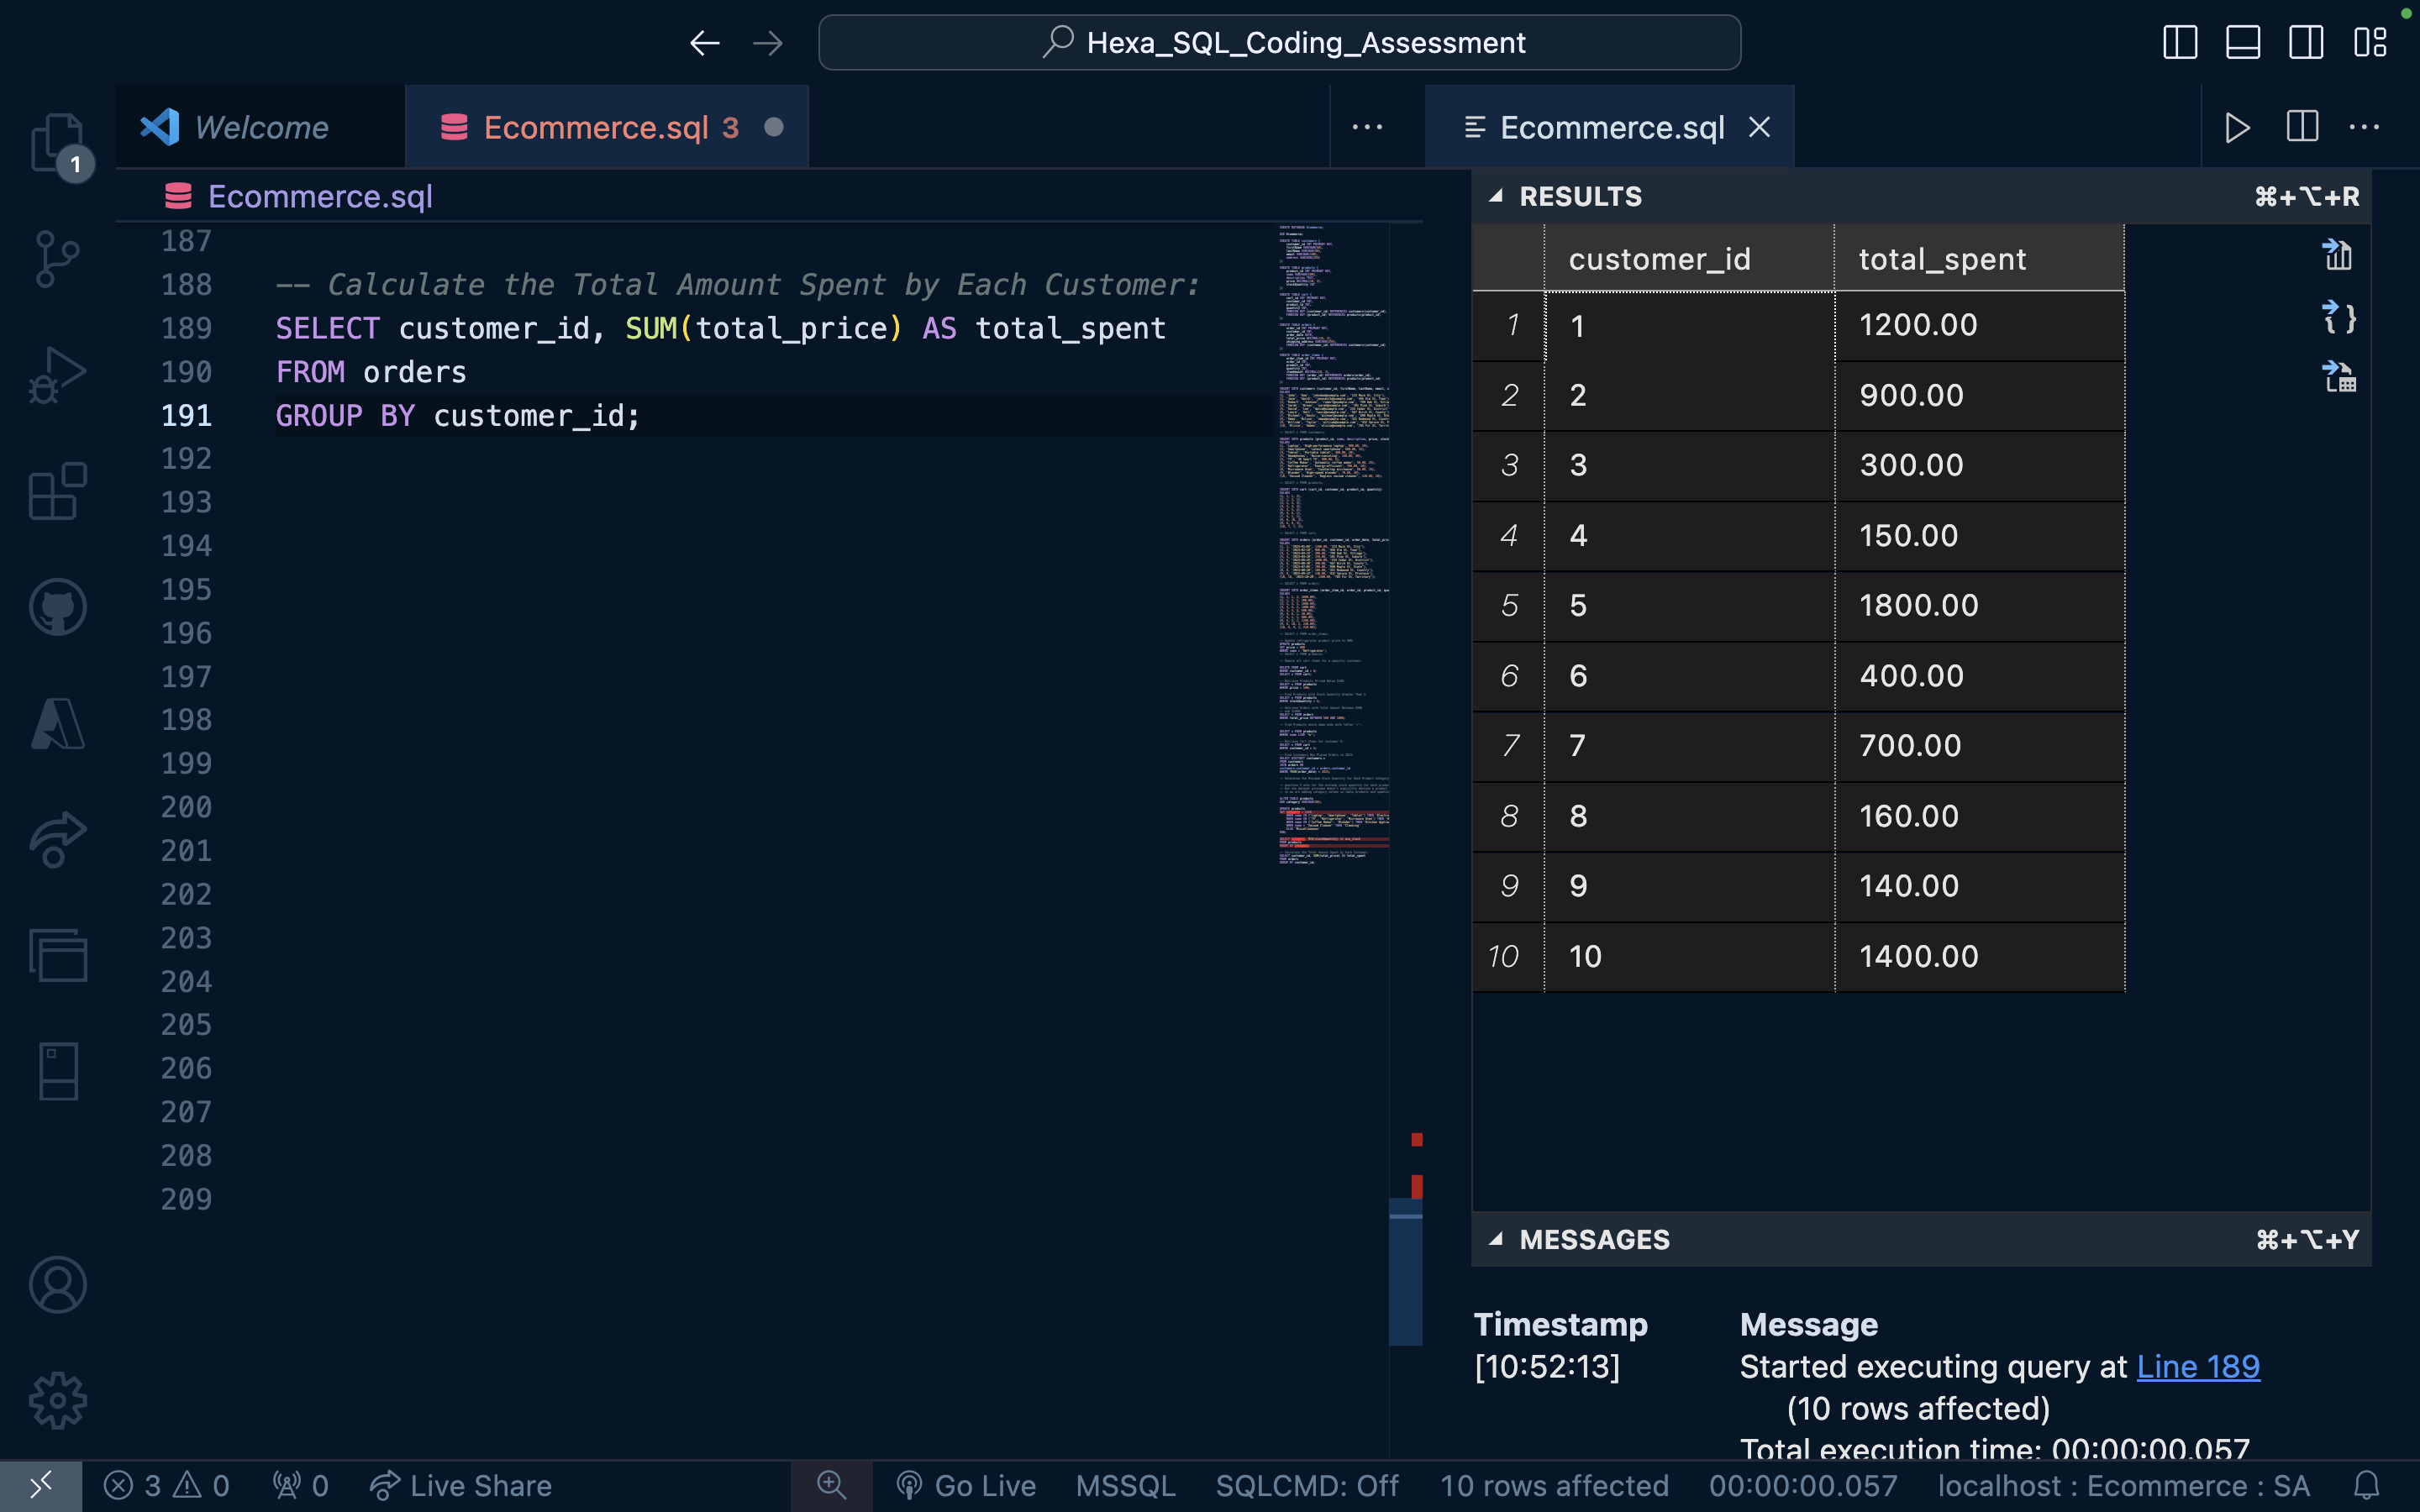 Hexa_SQL_Coding_Assessment
Welcome
Ecommerce.sql 3
Ecommerce.sql
1
Ecommerce.sql
187
188 -- Calculate the Total Amount Spent by Each Customer:
189 SELECT customer_id, SUM(total_price) AS total_spent
190 FROM orders
191 GROUP BY customer_id;
192
193
194
195
196
197
198
199
200
201
202
203
204
205
206
207
208
209
RESULTS ⌘+⌥+R
customer_id total_spent
1 1 1200.00
2 2 900.00
3 3 300.00
4 4 150.00
5 5 1800.00
6 6 400.00
7 7 700.00
8 8 160.00
9 9 140.00
10 10 1400.00
MESSAGES ⌘+⌥+Y
Timestamp Message
[10:52:13] Started executing query at Line 189
(10 rows affected)
Total execution time: 00:00:00.057
3 0 0 Live Share Go Live MSSQL SQLCMD: Off 10 rows affected 00:00:00.057 localhost : Ecommerce : SA